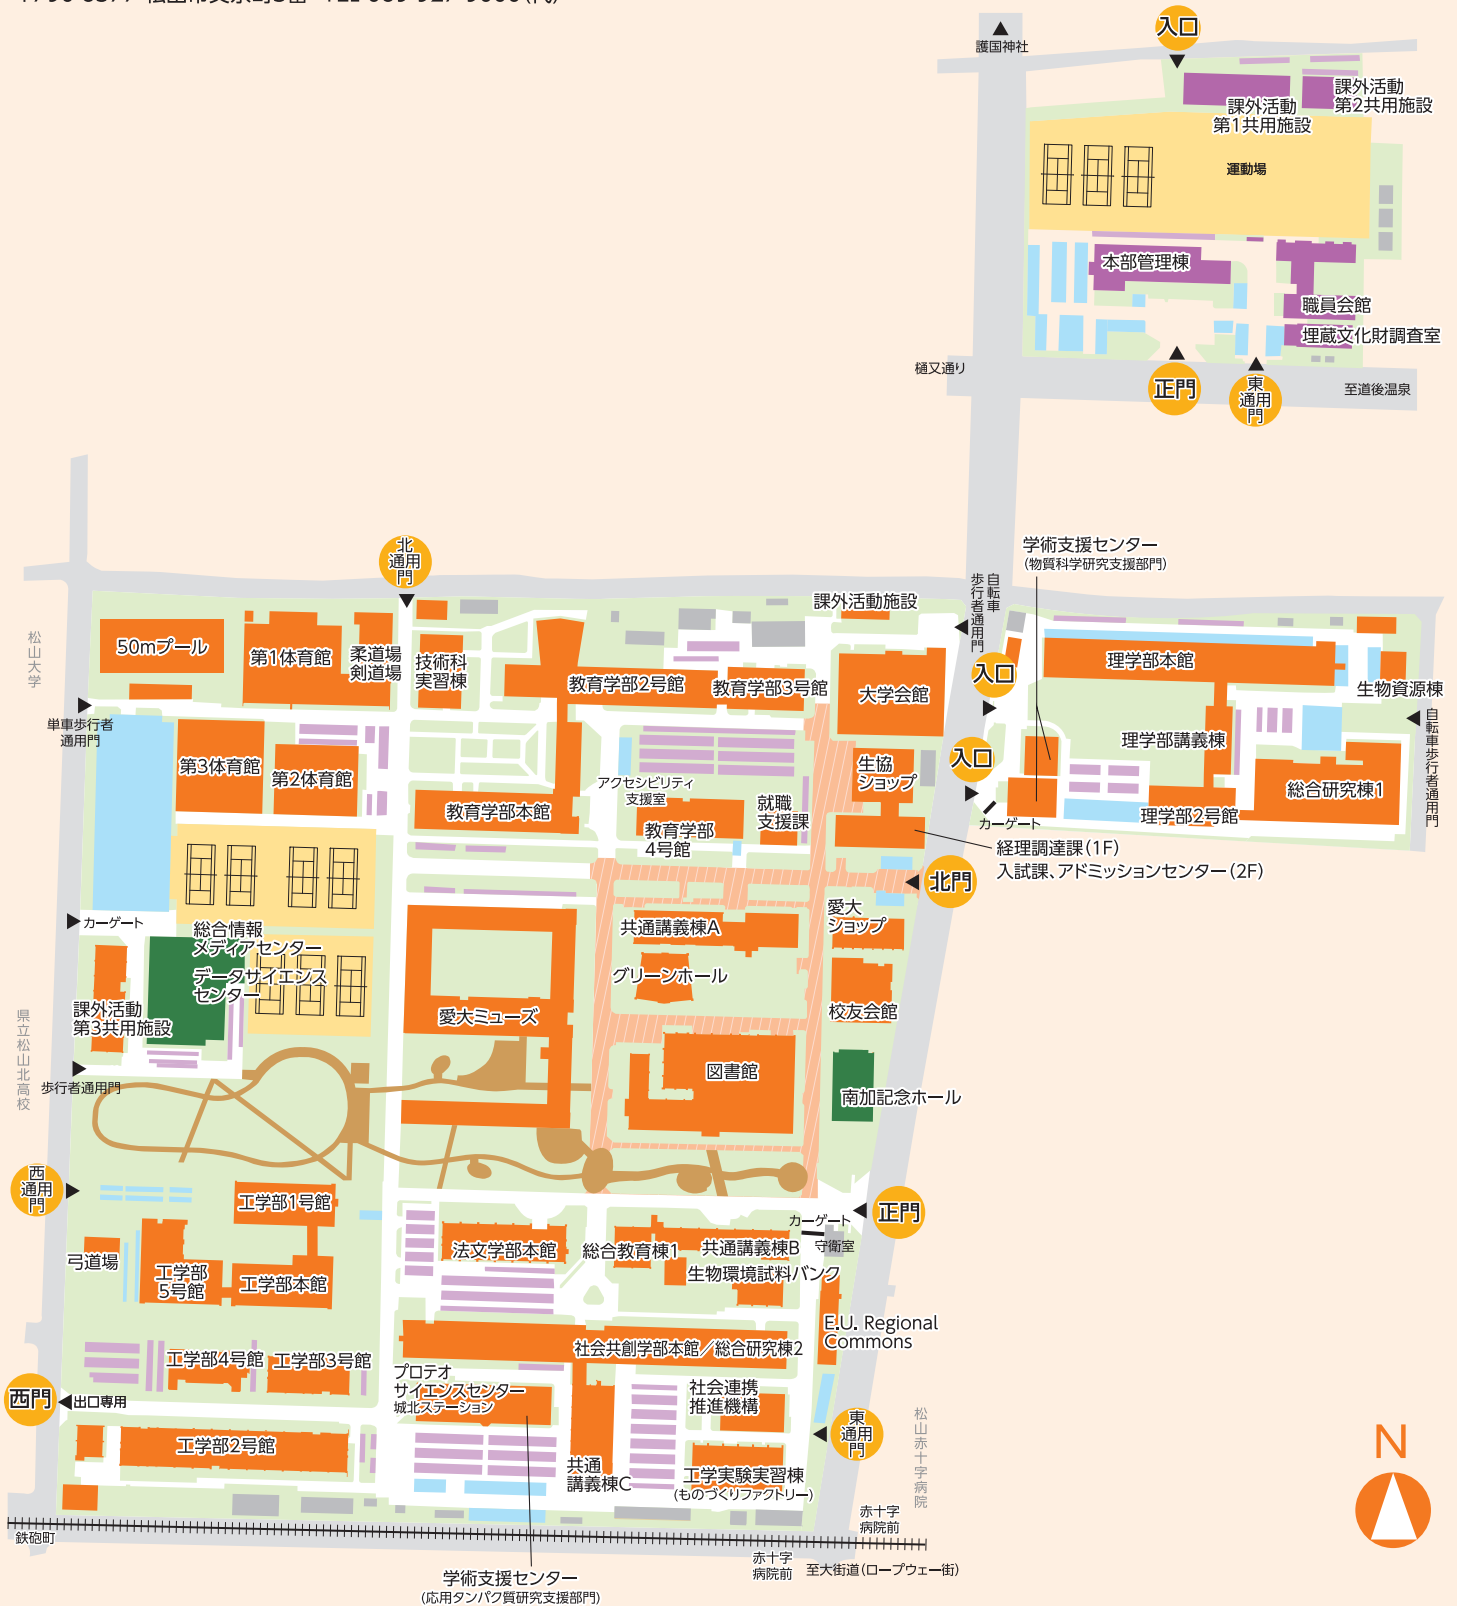 護国神社
入口
課外活動
第2共用施設
課外活動
第1共用施設
運動場
本部管理棟
職員会館
埋蔵文化財調査室
樋又通り
正門
東
通用
門
至道後温泉
北
通用
門
学術支援センター
(物質科学研究支援部門)
自転車
歩行者通用門
課外活動施設
松山大学
50mプール
第1体育館
柔道場
剣道場
技術科
実習棟
教育学部2号館
教育学部3号館
大学会館
入口
理学部本館
生物資源棟
単車歩行者
通用門
自転車歩行者通用門
第3体育館
第2体育館
理学部講義棟
入口
生協
ショップ
アクセシビリティ
支援室
総合研究棟1
教育学部本館
就職
支援課
教育学部
4号館
カーゲート
理学部2号館
経理調達課(1F)
入試課、アドミッションセンター(2F)
北門
カーゲート
総合情報
メディアセンター
データサイエンス
センター
共通講義棟A
愛大
ショップ
グリーンホール
課外活動
第3共用施設
愛大ミューズ
校友会館
県立松山北高校
図書館
歩行者通用門
南加記念ホール
西
通用
門
工学部1号館
正門
カーゲート
守衛室
弓道場
法文学部本館
総合教育棟1
共通講義棟B
工学部
5号館
工学部本館
生物環境試料バンク
E.U. Regional
Commons
社会共創学部本館／総合研究棟2
工学部4号館
工学部3号館
プロテオ
サイエンスセンター
城北ステーション
社会連携
推進機構
西門
出口専用
東
通用
門
松山赤十字病院
工学部2号館
共通
講義棟C
工学実験実習棟
(ものづくりファクトリー)
N
赤十字
病院前
鉄砲町
赤十字
病院前
至大街道(ロープウェー街)
学術支援センター
(応用タンパク質研究支援部門)